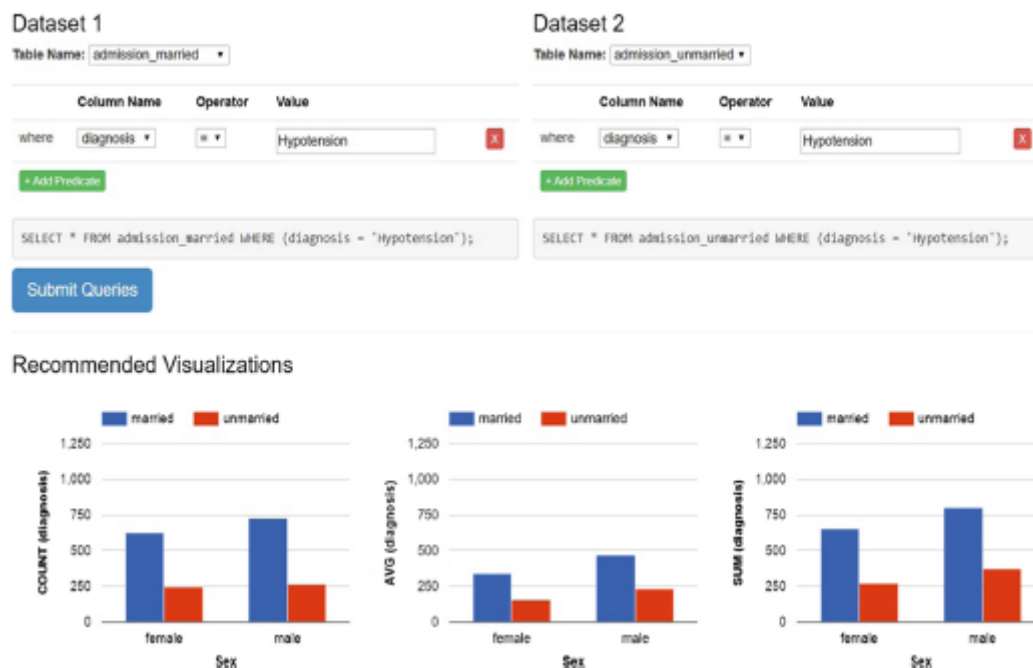 Dataset 1
Table Name: admission_married
Column Name Operator Value
where diagnosis = Hypotension X
+ Add Predicate
SELECT * FROM admission_married WHERE (diagnosis = "Hypotension");
Submit Queries
Dataset 2
Table Name: admission_unmarried
Column Name Operator Value
where diagnosis = Hypotension X
+ Add Predicate
SELECT * FROM admission_unmarried WHERE (diagnosis = "Hypotension");
Recommended Visualizations
married unmarried
COUNT (diagnosis)
1,250
1,000
750
500
250
0
female male
Sex
married unmarried
AVG (diagnosis)
1,250
1,000
750
500
250
0
female male
Sex
married unmarried
SUM (diagnosis)
1,250
1,000
750
500
250
0
female male
Sex